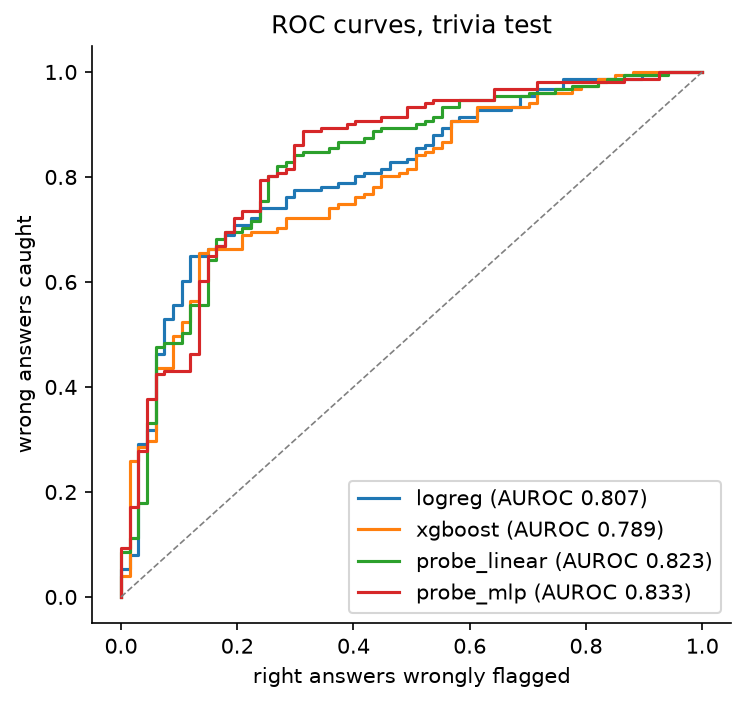 ROC curves, trivia test
wrong answers caught
1.0
0.8
0.6
0.4
0.2
0.0
logreg (AUROC 0.807)
xgboost (AUROC 0.789)
probe_linear (AUROC 0.823)
probe_mlp (AUROC 0.833)
0.0 0.2 0.4 0.6 0.8 1.0
right answers wrongly flagged